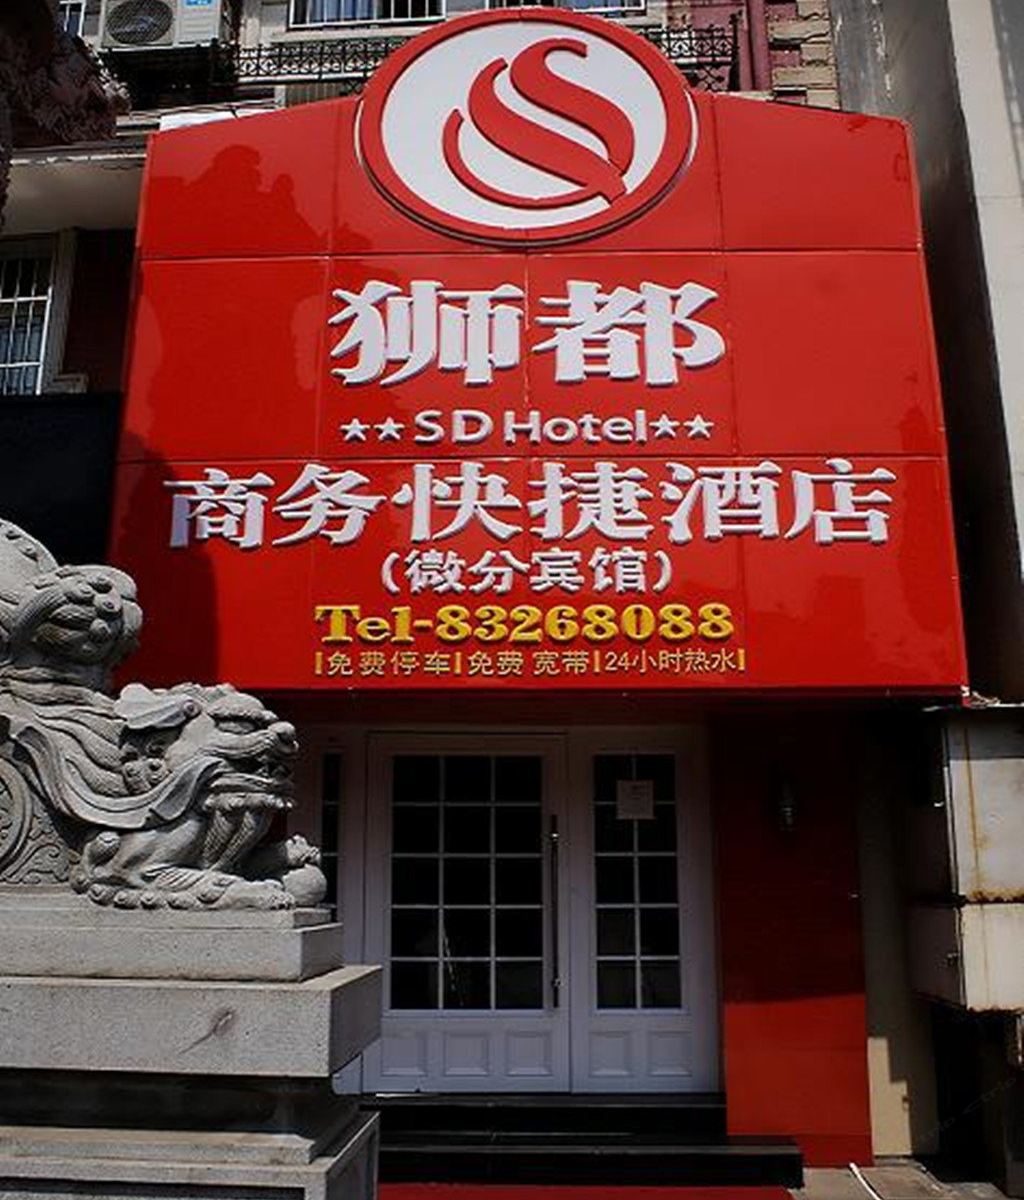 狮都
★★SD Hotel★★
商务快捷酒店
(微分宾馆)
Tel-83268088
|免费停车|免费 宽带|24小时热水|